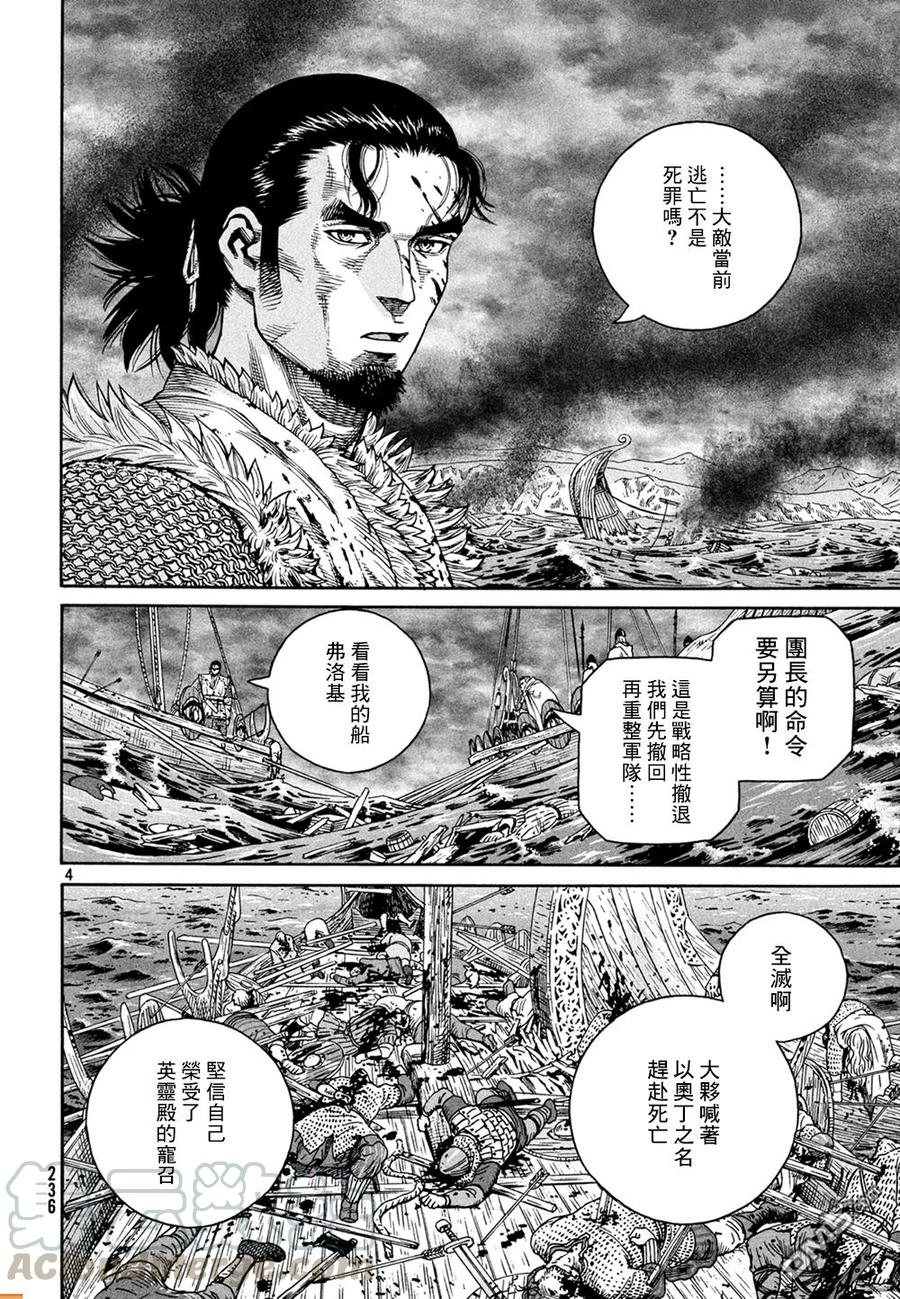 ……大敵當前
逃亡不是
死罪嗎？
團長的命令
要另算啊！
這是戰略性撤退
我們先撤回
再重整軍隊……
看看我的船
弗洛基
4
全滅啊
大夥喊著
以奧丁之名
趕赴死亡
堅信自己
榮受了
英靈殿的寵召
236